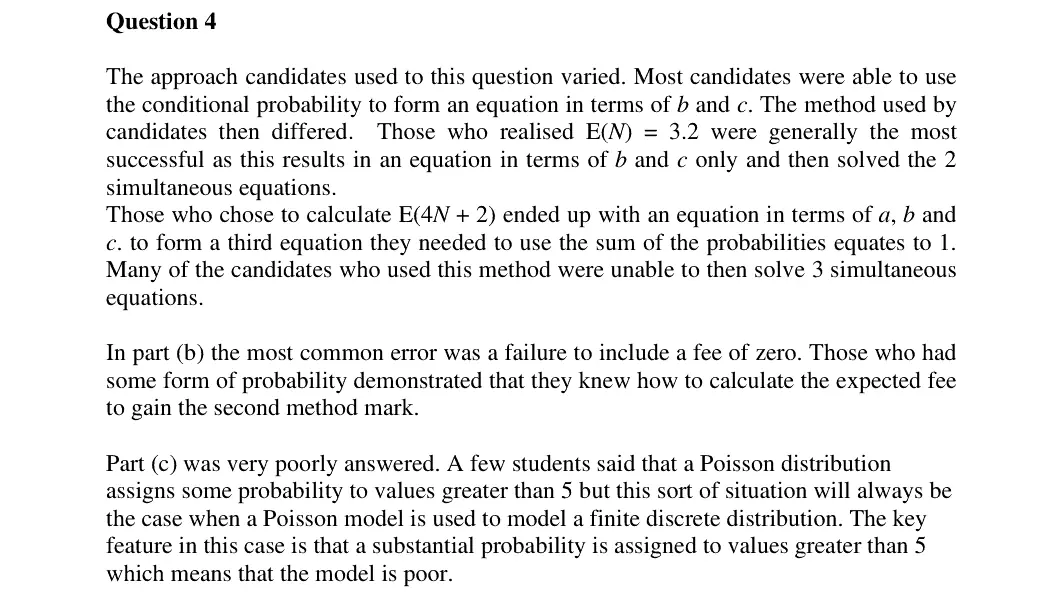 Question 4
The approach candidates used to this question varied. Most candidates were able to use
the conditional probability to form an equation in terms of b and c. The method used by
candidates then differed. Those who realised E(N) = 3.2 were generally the most
successful as this results in an equation in terms of b and c only and then solved the 2
simultaneous equations.
Those who chose to calculate E(4N + 2) ended up with an equation in terms of a, b and
c. to form a third equation they needed to use the sum of the probabilities equates to 1.
Many of the candidates who used this method were unable to then solve 3 simultaneous
equations.
In part (b) the most common error was a failure to include a fee of zero. Those who had
some form of probability demonstrated that they knew how to calculate the expected fee
to gain the second method mark.
Part (c) was very poorly answered. A few students said that a Poisson distribution
assigns some probability to values greater than 5 but this sort of situation will always be
the case when a Poisson model is used to model a finite discrete distribution. The key
feature in this case is that a substantial probability is assigned to values greater than 5
which means that the model is poor.